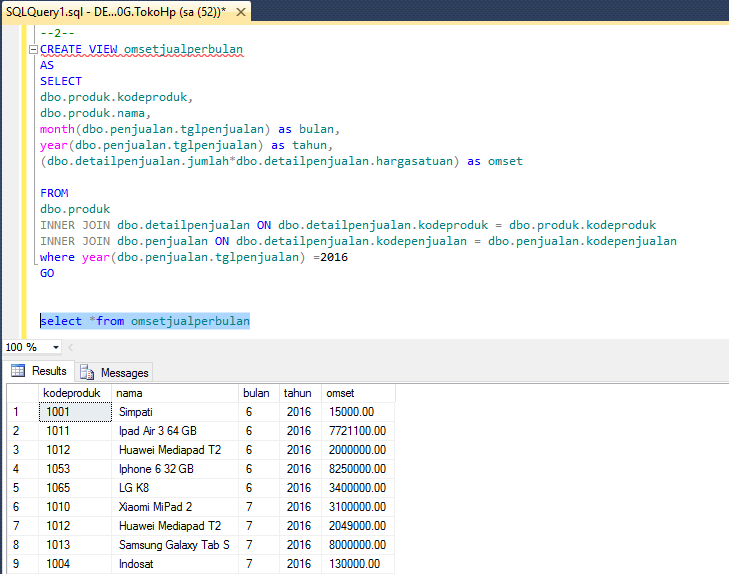 SQLQuery1.sql - DE...0G.TokoHp (sa (52))*
--2--
CREATE VIEW omsetjualperbulan
AS
SELECT
dbo.produk.kodeproduk,
dbo.produk.nama,
month(dbo.penjualan.tglpenjualan) as bulan,
year(dbo.penjualan.tglpenjualan) as tahun,
(dbo.detailpenjualan.jumlah*dbo.detailpenjualan.hargasatuan) as omset
FROM
dbo.produk
INNER JOIN dbo.detailpenjualan ON dbo.detailpenjualan.kodeproduk = dbo.produk.kodeproduk
INNER JOIN dbo.penjualan ON dbo.detailpenjualan.kodepenjualan = dbo.penjualan.kodepenjualan
where year(dbo.penjualan.tglpenjualan) =2016
GO
select *from omsetjualperbulan
100 %
Results Messages
kodeproduk nama bulan tahun omset
1 1001 Simpati 6 2016 15000.00
2 1011 Ipad Air 3 64 GB 6 2016 7721100.00
3 1012 Huawei Mediapad T2 6 2016 2000000.00
4 1053 Iphone 6 32 GB 6 2016 8250000.00
5 1065 LG K8 6 2016 3400000.00
6 1010 Xiaomi MiPad 2 7 2016 3100000.00
7 1012 Huawei Mediapad T2 7 2016 2049000.00
8 1013 Samsung Galaxy Tab S 7 2016 8000000.00
9 1004 Indosat 7 2016 130000.00